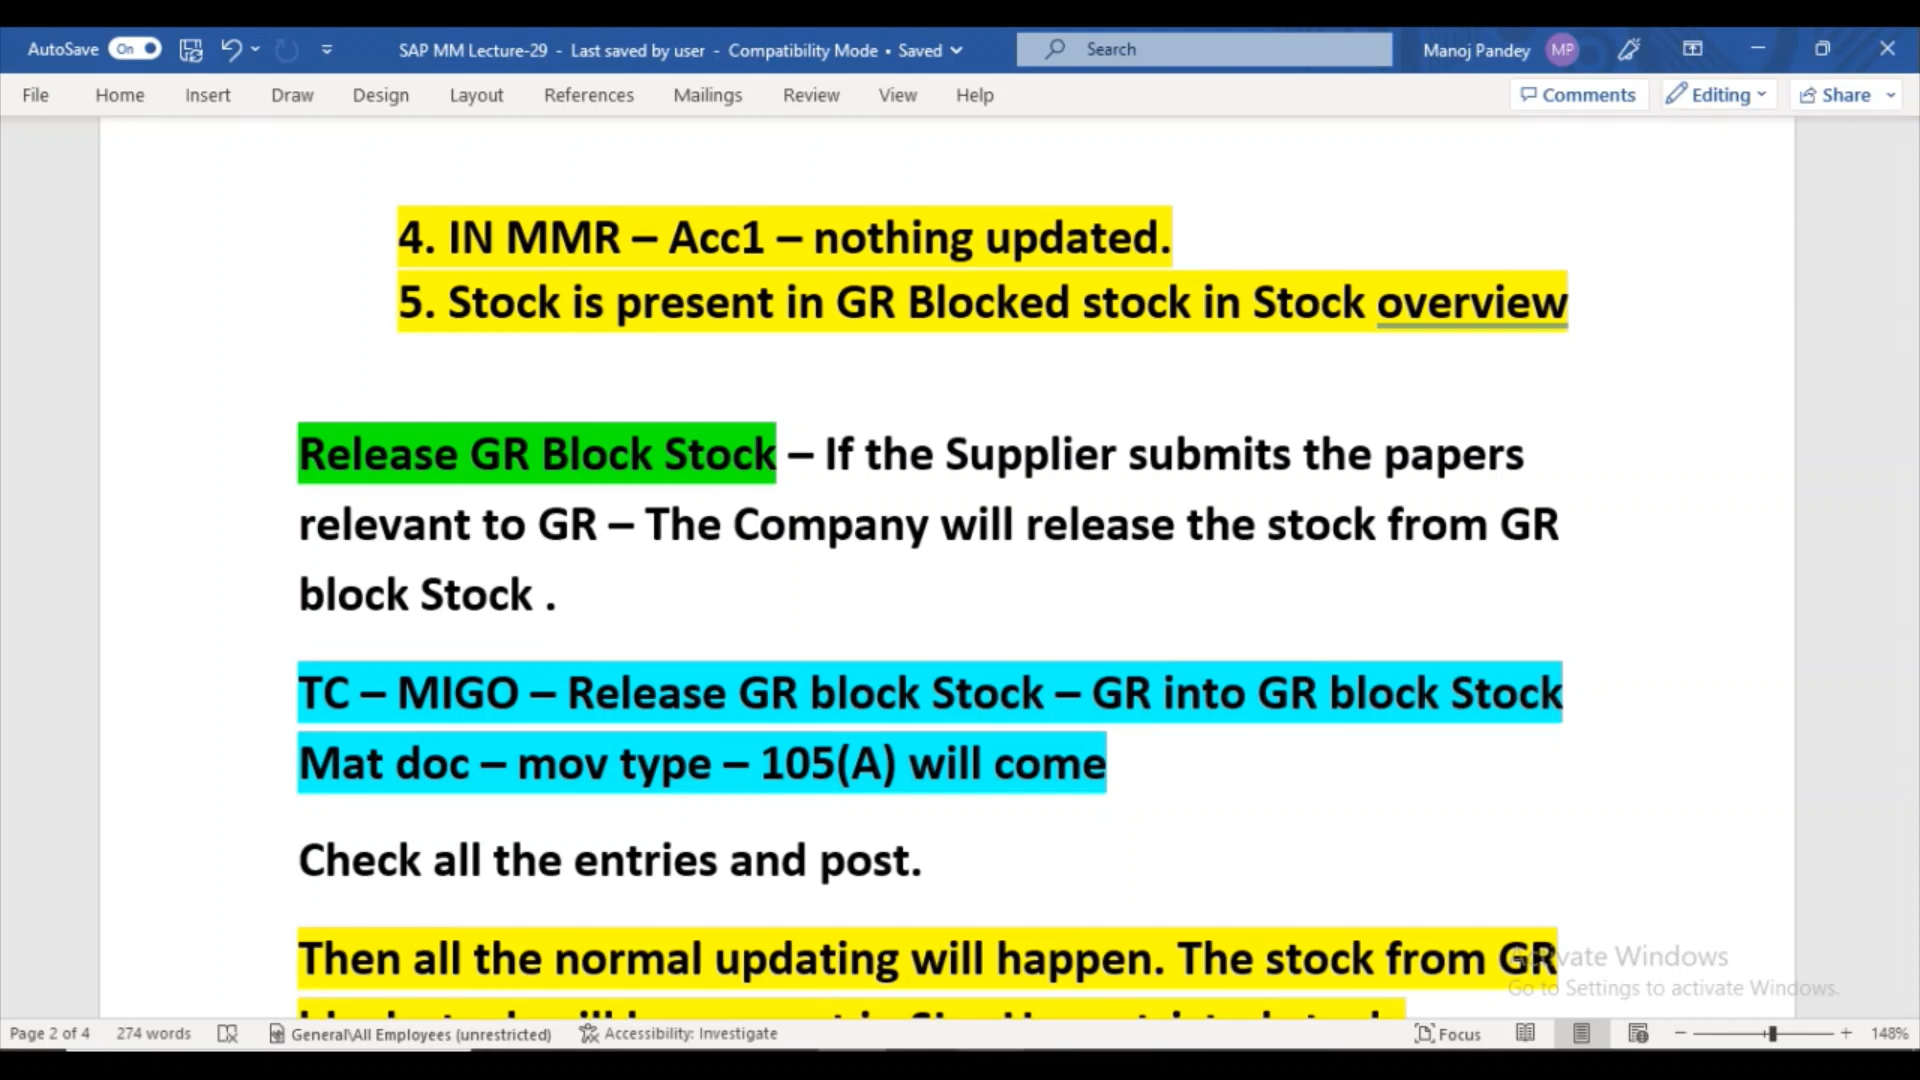 AutoSave On SAP MM Lecture-29 - Last saved by user - Compatibility Mode • Saved Search Manoj Pandey MP
File Home Insert Draw Design Layout References Mailings Review View Help Comments Editing Share
4. IN MMR – Acc1 – nothing updated.
5. Stock is present in GR Blocked stock in Stock overview
Release GR Block Stock – If the Supplier submits the papers
relevant to GR – The Company will release the stock from GR
block Stock .
TC – MIGO – Release GR block Stock – GR into GR block Stock
Mat doc – mov type – 105(A) will come
Check all the entries and post.
Then all the normal updating will happen. The stock from GR
Activate Windows
Go to Settings to activate Windows.
Page 2 of 4 274 words General\All Employees (unrestricted) Accessibility: Investigate Focus 148%